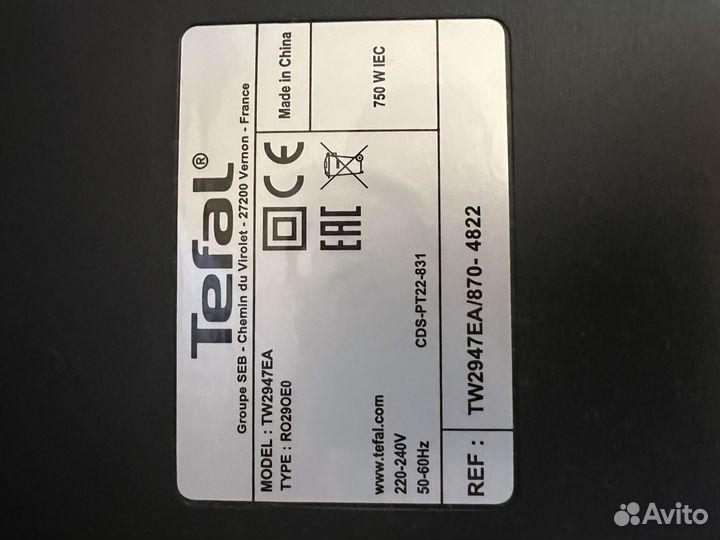 Tefal®
Groupe SEB - Chemin du Virolet - 27200 Vernon - France
MODEL : TW2947EA
TYPE : RO29OE0
Made in China
CE
EAC
www.tefal.com
220-240V
50-60Hz
CDS-PT22-831
750 W IEC
REF : TW2947EA/870- 4822
Avito